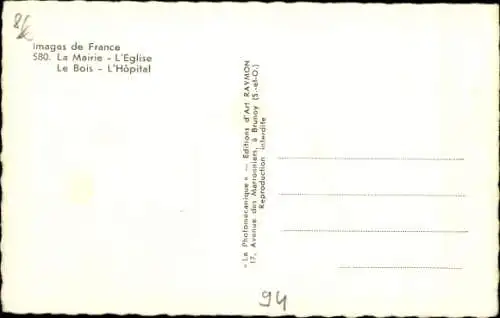 Images de France
580. La Mairie - L'Eglise
Le Bois - L'Hôpital
"La Photomécanique" — Editions d'Art RAYMON
17, Avenue des Marronniers, à Brunoy (S.-et-O.)
Reproduction interdite
94